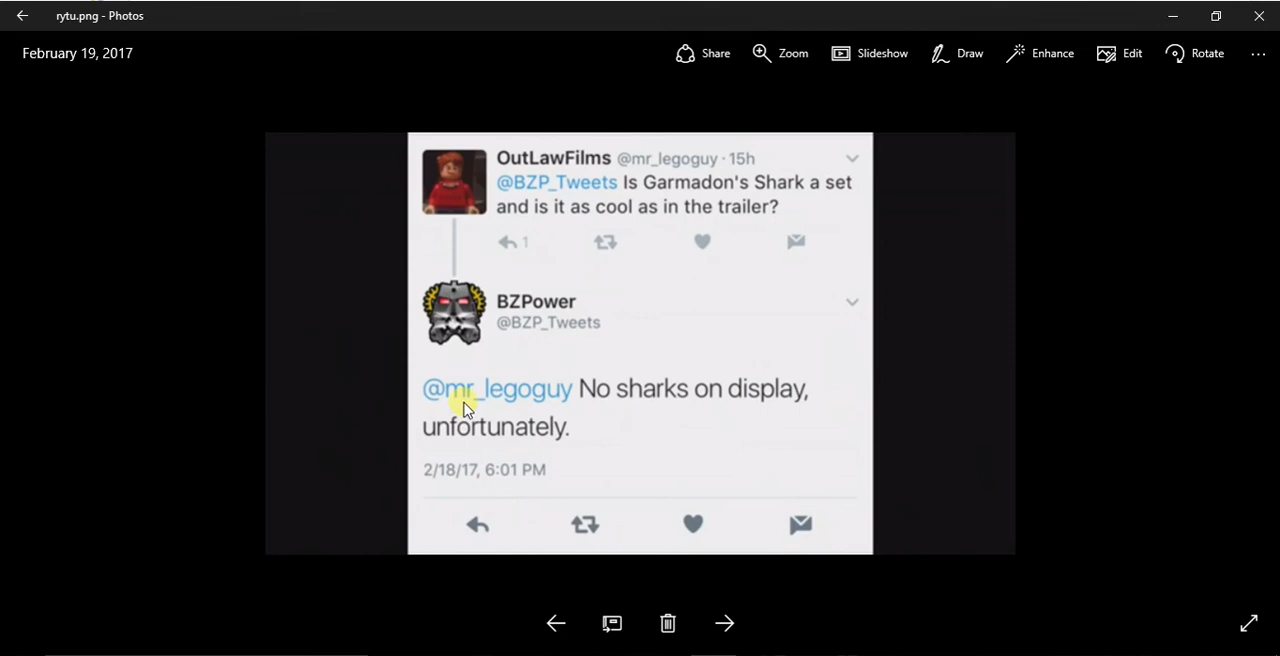 rytu.png - Photos
February 19, 2017
Share
Zoom
Slideshow
Draw
Enhance
Edit
Rotate
OutLawFilms @mr_legoguy · 15h
@BZP_Tweets Is Garmadon's Shark a set
and is it as cool as in the trailer?
1
BZPower
@BZP_Tweets
@mr_legoguy No sharks on display,
unfortunately.
2/18/17, 6:01 PM